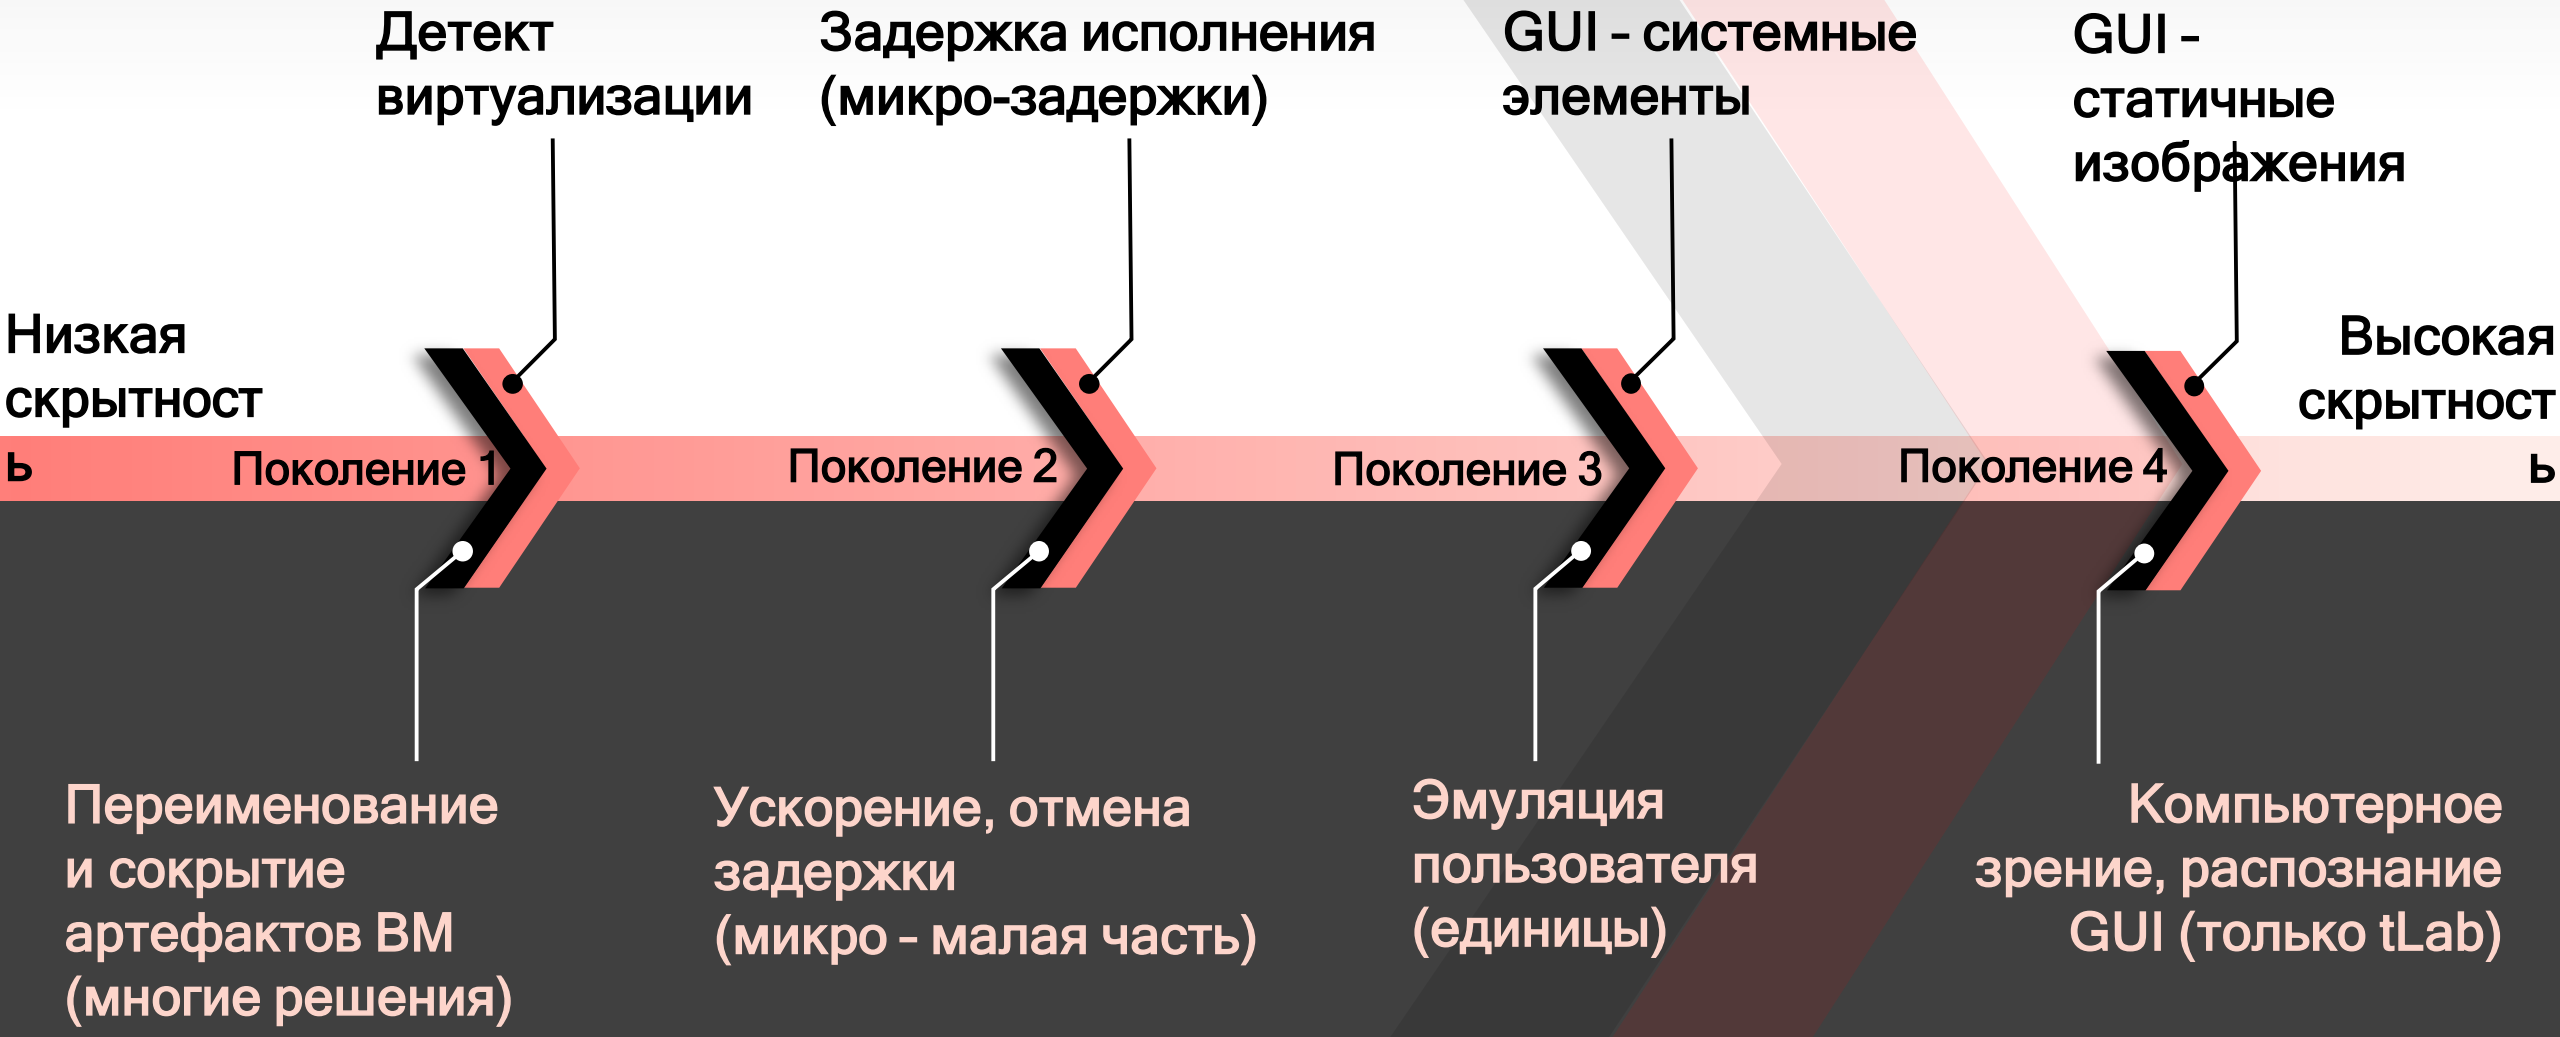 Детект
виртуализации
Задержка исполнения
(микро-задержки)
GUI - системные
элементы
GUI -
статичные
изображения
Низкая
скрытност
ь
Высокая
скрытност
ь
Поколение 1
Поколение 2
Поколение 3
Поколение 4
Переименование
и сокрытие
артефактов ВМ
(многие решения)
Ускорение, отмена
задержки
(микро - малая часть)
Эмуляция
пользователя
(единицы)
Компьютерное
зрение, распознание
GUI (только tLab)